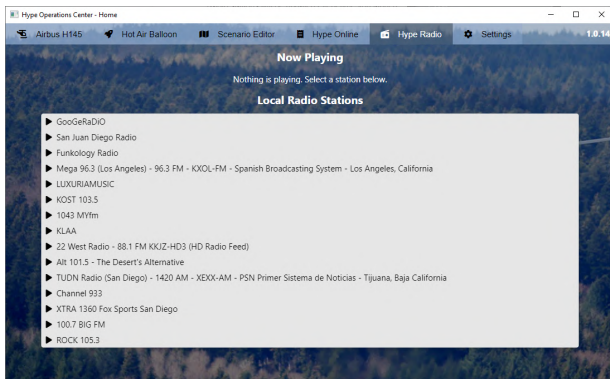 Hype Operations Center - Home
Airbus H145 Hot Air Balloon Scenario Editor Hype Online Hype Radio Settings 1.0.14
Now Playing
Nothing is playing. Select a station below.
Local Radio Stations
GooGeRaDiO
San Juan Diego Radio
Funkology Radio
Mega 96.3 (Los Angeles) - 96.3 FM - KXOL-FM - Spanish Broadcasting System - Los Angeles, California
LUXURIAMUSIC
KOST 103.5
1043 MYfm
KLAA
22 West Radio - 88.1 FM KKJZ-HD3 (HD Radio Feed)
Alt 101.5 - The Desert's Alternative
TUDN Radio (San Diego) - 1420 AM - XEXX-AM - PSN Primer Sistema de Noticias - Tijuana, Baja California
Channel 933
XTRA 1360 Fox Sports San Diego
100.7 BIG FM
ROCK 105.3